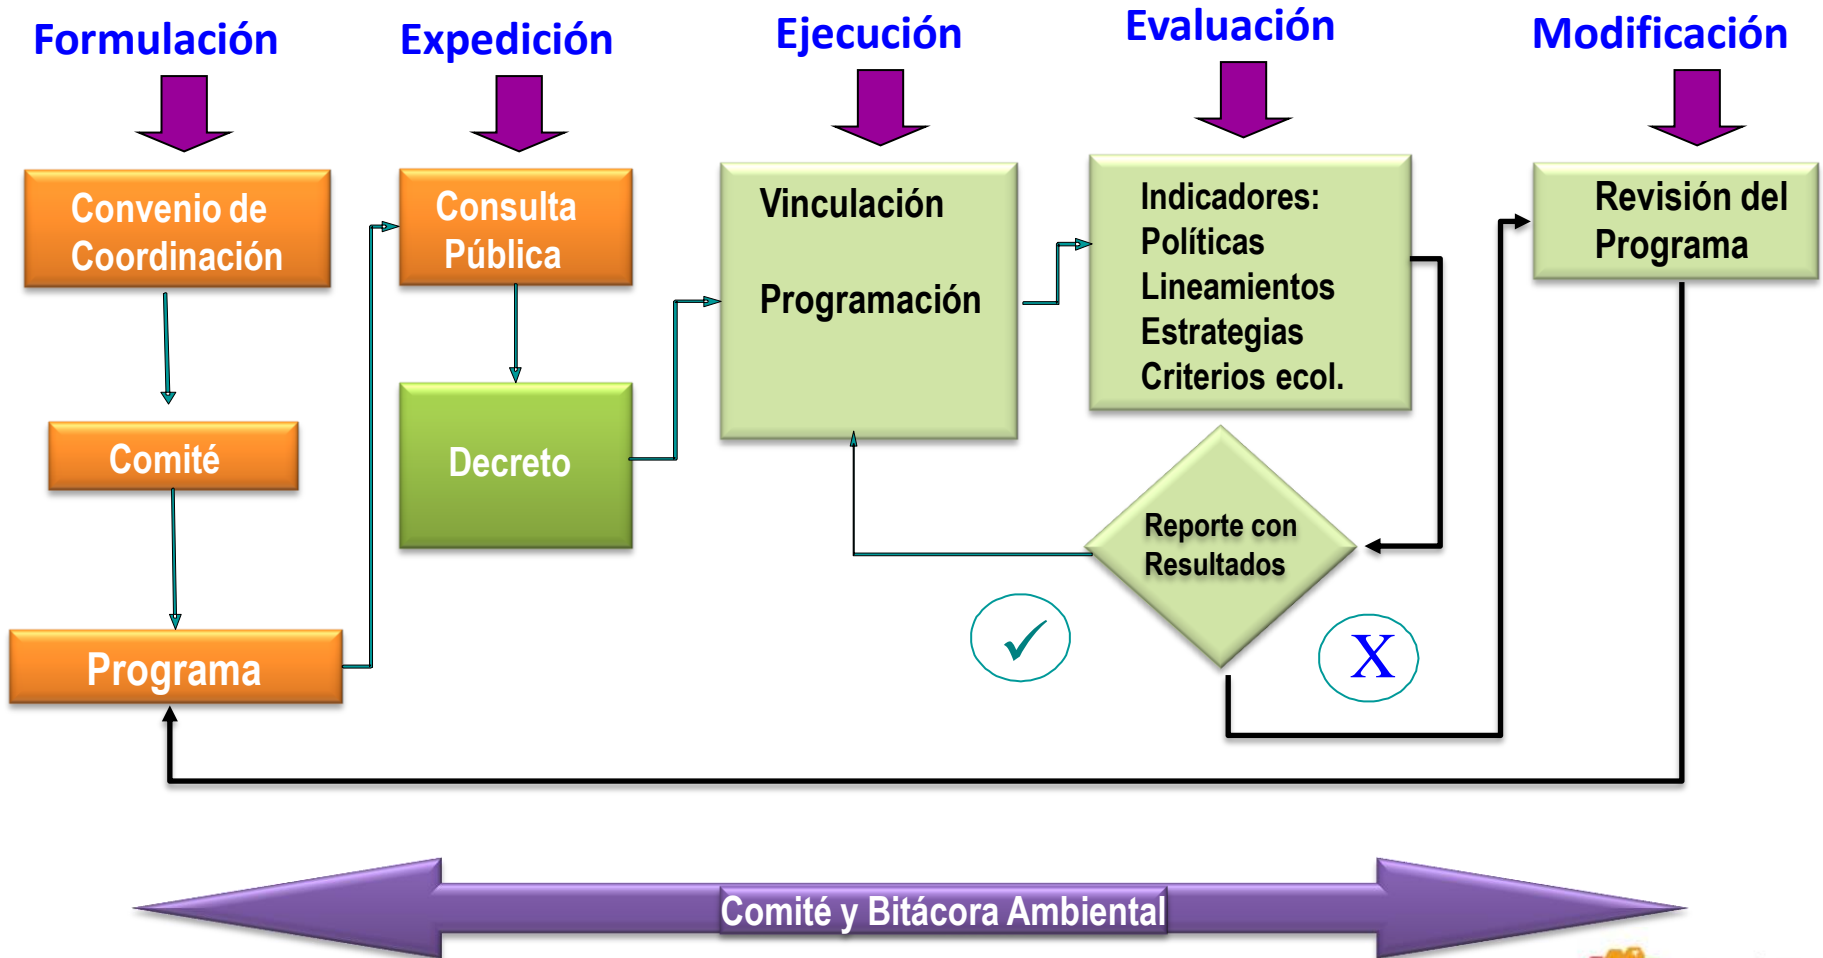 Formulación
Expedición
Ejecución
Evaluación
Modificación
Convenio de
Coordinación
Comité
Programa
Consulta
Pública
Decreto
Vinculación
Programación
Indicadores:
Políticas
Lineamientos
Estrategias
Criterios ecol.
Reporte con
Resultados
✓
X
Revisión del
Programa
Comité y Bitácora Ambiental